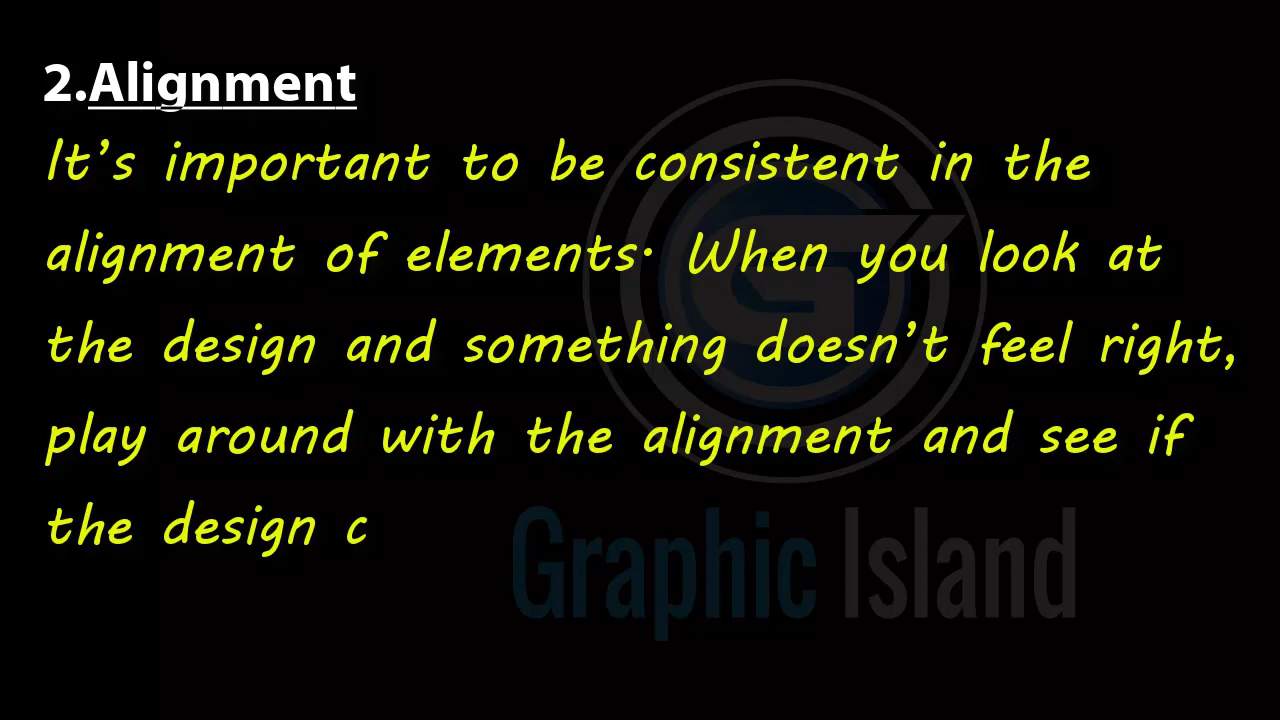 2.Alignment
It’s important to be consistent in the
alignment of elements. When you look at
the design and something doesn’t feel right,
play around with the alignment and see if
the design c
Graphic Island